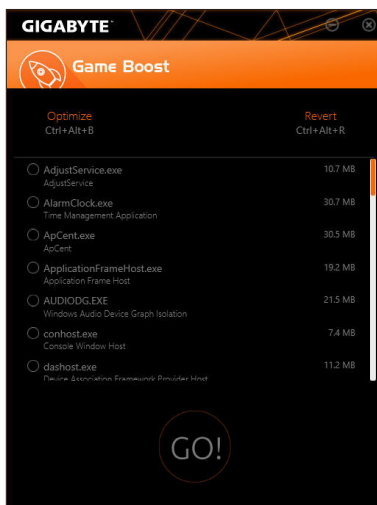 GIGABYTE™
Game Boost
Optimize
Ctrl+Alt+B
Revert
Ctrl+Alt+R
AdjustService.exe 10.7 MB
AdjustService
AlarmClock.exe 30.7 MB
Time Management Application
ApCent.exe 30.5 MB
ApCent
ApplicationFrameHost.exe 19.2 MB
Application Frame Host
AUDIODG.EXE 21.5 MB
Windows Audio Device Graph Isolation
conhost.exe 7.4 MB
Console Window Host
dashost.exe 11.2 MB
Device Association Framework Provider Host
GO!